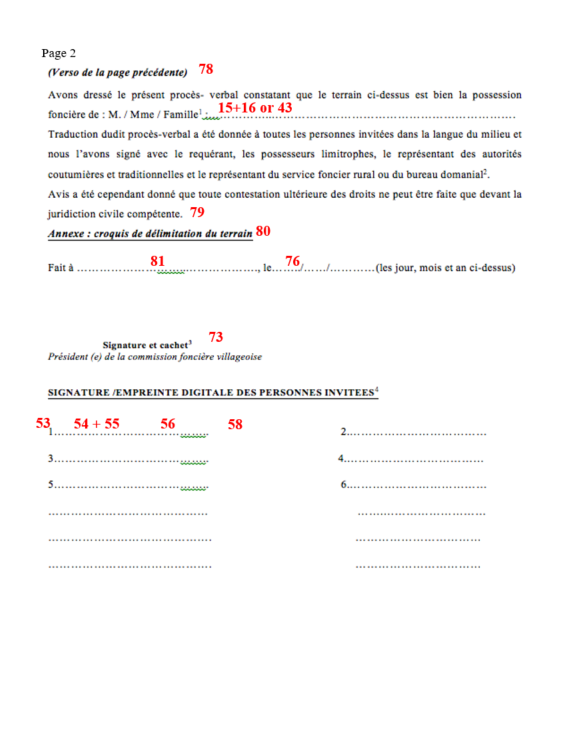 Page 2
(Verso de la page précédente) 78
Avons dressé le présent procès- verbal constatant que le terrain ci-dessus est bien la possession
foncière de : M. / Mme / Famille¹ :... 15+16 or 43 ...............................................................
Traduction dudit procès-verbal a été donnée à toutes les personnes invitées dans la langue du milieu et
nous l'avons signé avec le requérant, les possesseurs limitrophes, le représentant des autorités
coutumières et traditionnelles et le représentant du service foncier rural ou du bureau domanial².
Avis a été cependant donné que toute contestation ultérieure des droits ne peut être faite que devant la
juridiction civile compétente. 79
Annexe : croquis de délimitation du terrain 80
Fait à …………………81…………………, le…76…/……/…………(les jour, mois et an ci-dessus)
Signature et cachet³ 73
Président (e) de la commission foncière villageoise
SIGNATURE /EMPREINTE DIGITALE DES PERSONNES INVITEES⁴
53 54 + 55 56 58
1……………………………………. 2………………………………
3……………………………………. 4………………………………
5……………………………………. 6………………………………
…………………………………… ……………………………
……………………………………. ……………………………
……………………………………. ……………………………